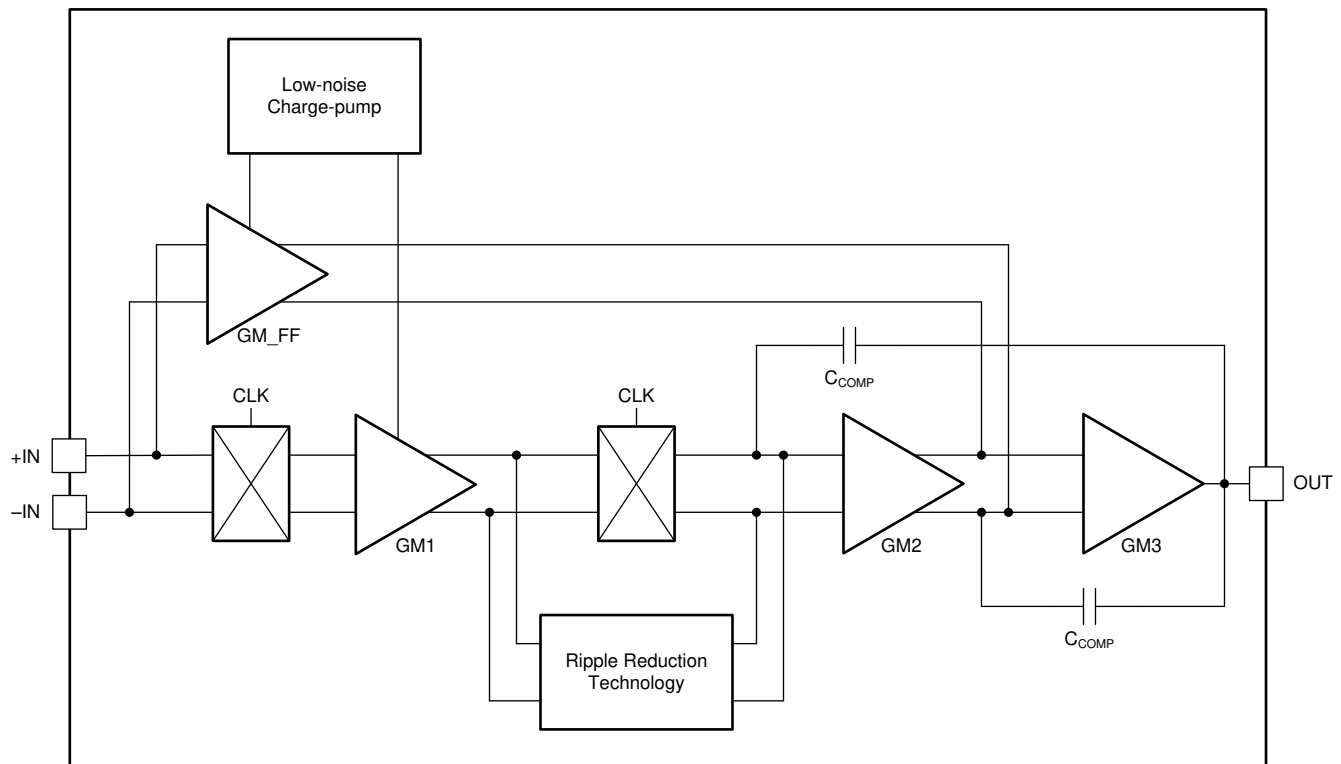 Low-noise
Charge-pump
GM_FF
CCOMP
CLK
CLK
+IN
–IN
OUT
GM1
GM2
GM3
CCOMP
Ripple Reduction
Technology